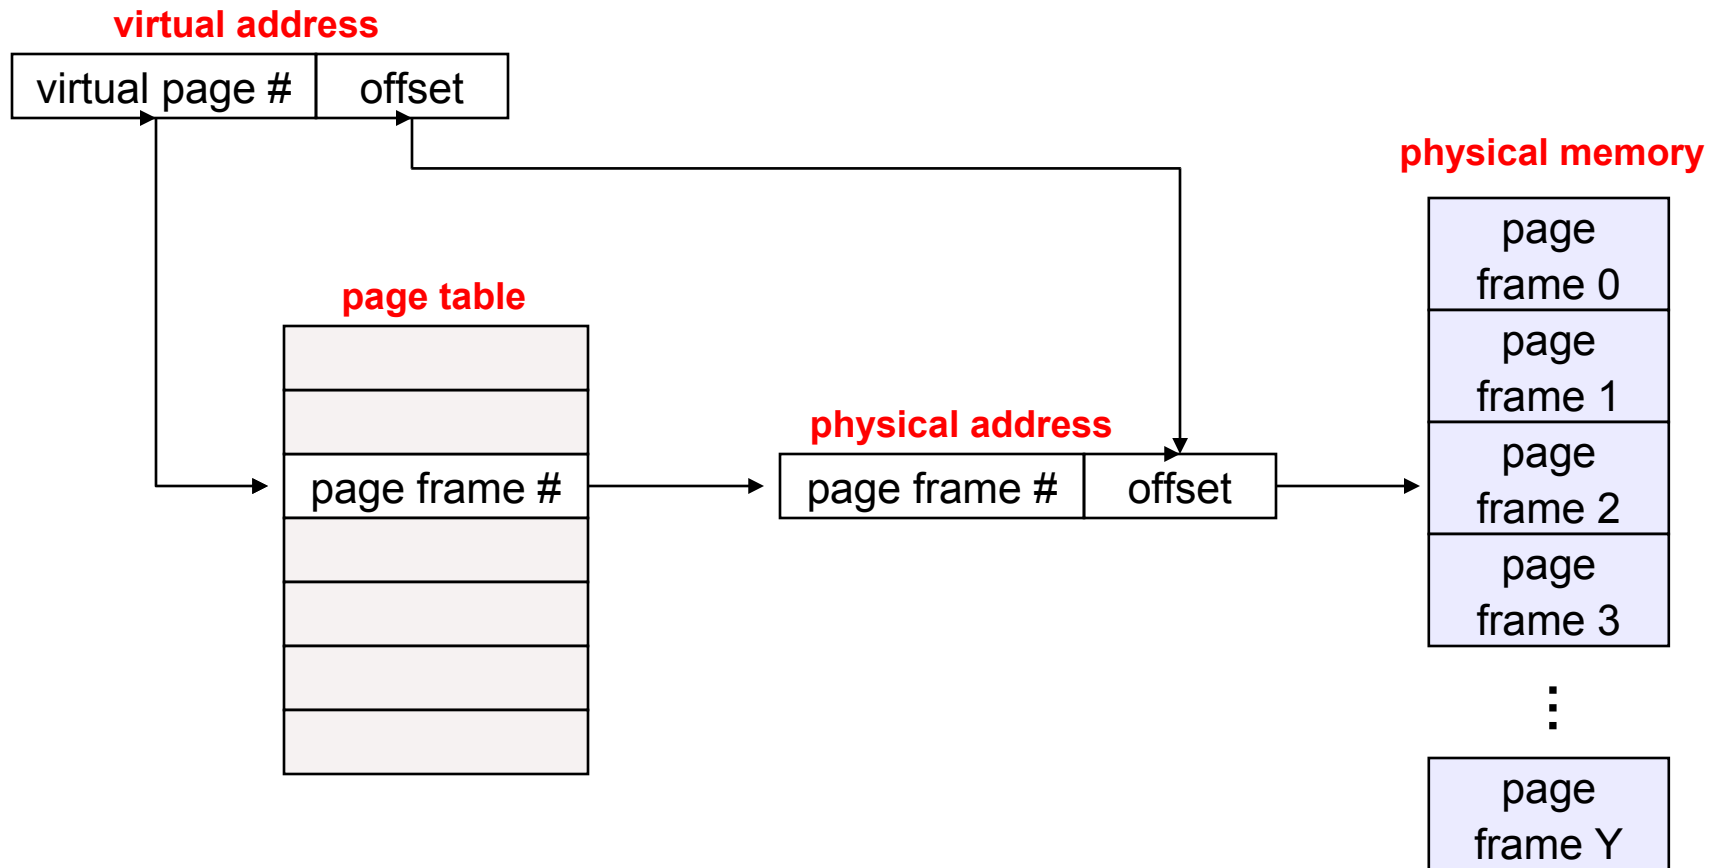 virtual address
virtual page # offset
physical memory
page
frame 0
page table
page
frame 1
physical address
page
frame 2
page frame #
page frame # offset
page
frame 3
⋮
page
frame Y